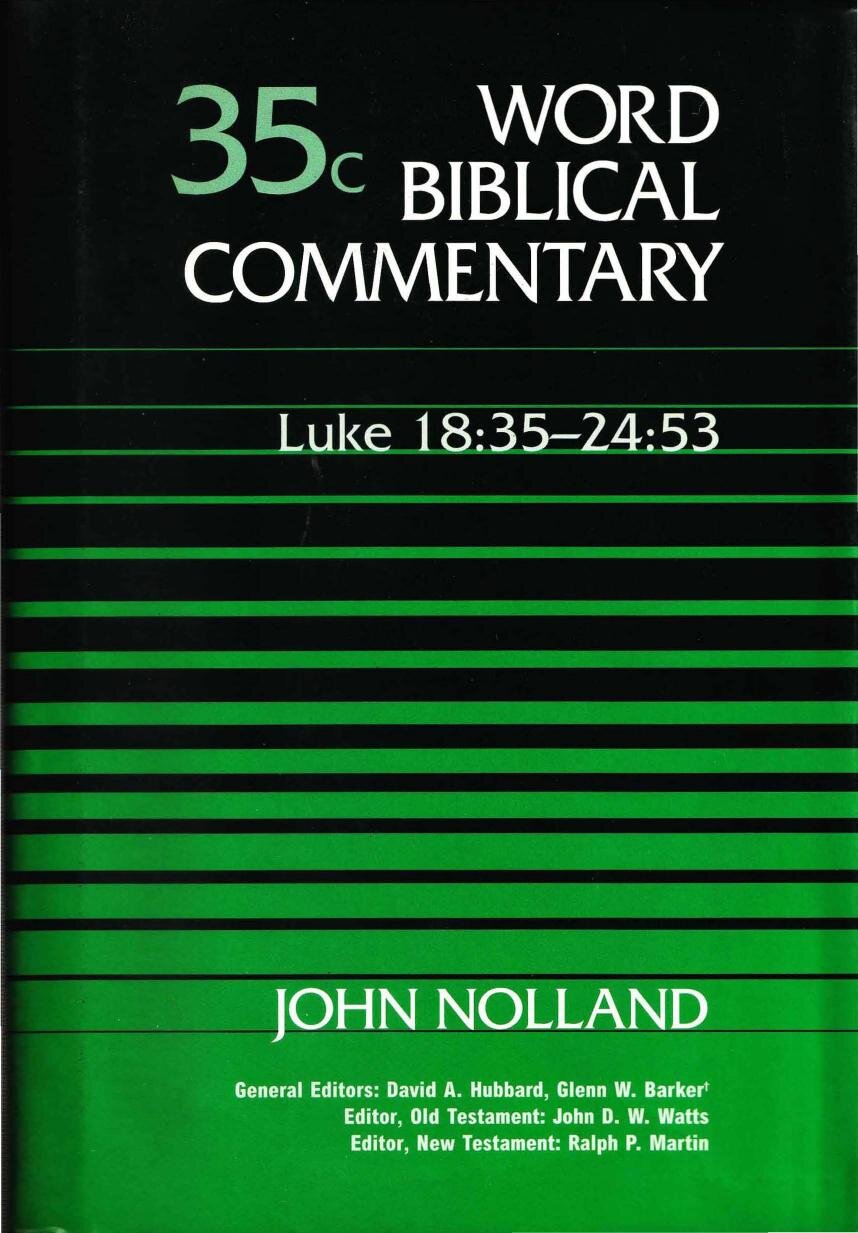 35c
WORD
BIBLICAL
COMMENTARY
Luke 18:35–24:53
JOHN NOLLAND
General Editors: David A. Hubbard, Glenn W. Barker†
Editor, Old Testament: John D. W. Watts
Editor, New Testament: Ralph P. Martin